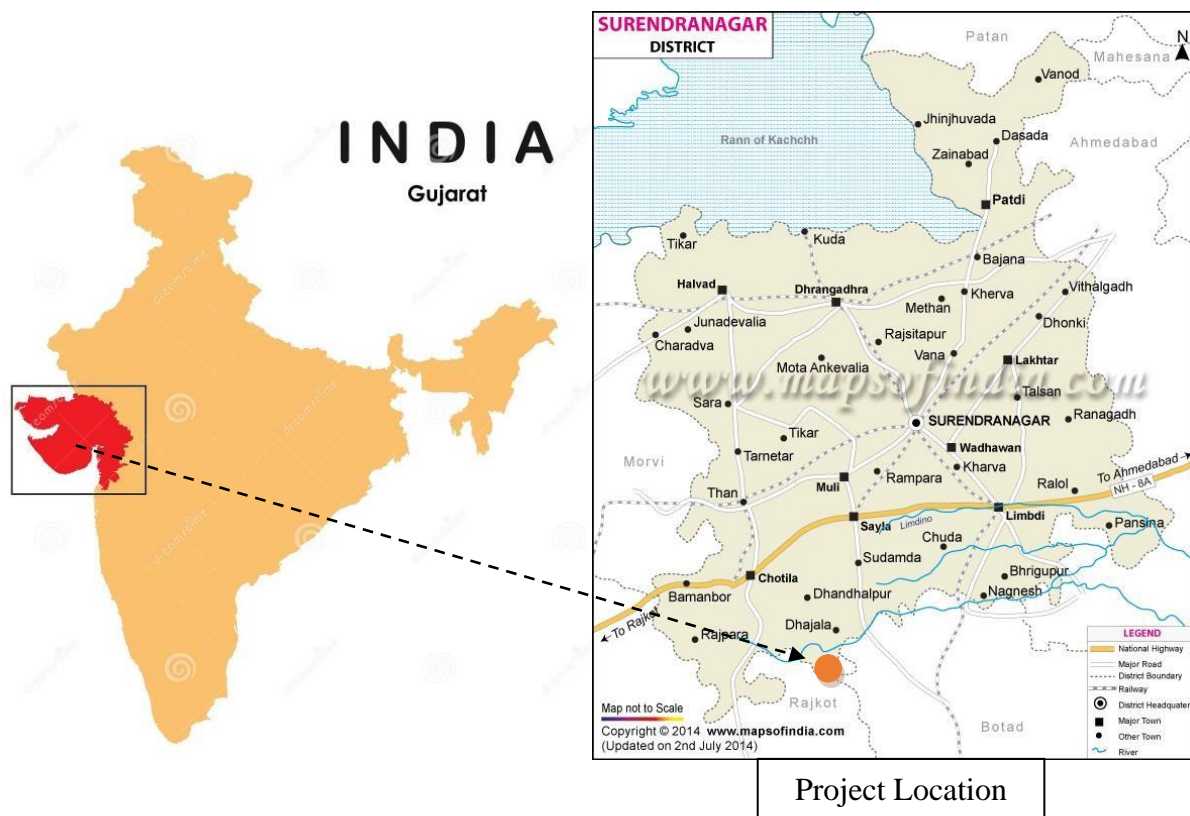 INDIA
Gujarat
dreamstime
SURENDRANAGAR
DISTRICT
N
Patan
Mahesana
Vanod
Jhinjhuvada
Dasada
Ahmedabad
Rann of Kachchh
Zainabad
Patdi
Tikar
Kuda
Bajana
Halvad
Dhrangadhra
Kherva
Vithalgadh
Methan
Junadevalia
Dhonki
Charadva
Rajsitapur
Vana
Lakhtar
Mota Ankevalia
www.mapsofindia.com
Talsan
Sara
Ranagadh
SURENDRANAGAR
Tikar
Wadhawan
Morvi
Tarnetar
Kharva
To Ahmedabad
Rampara
Muli
Ralol
NH - 8A
Than
Limbdi
Sayla
Limdino
Pansina
Chuda
Sudamda
Chotila
Bhrigupur
Bamanbor
Dhandhalpur
Nagnesh
To Rajkot
Rajpara
Dhajala
LEGEND
National Highway
Major Road
District Boundary
Railway
District Headquater
Major Town
Other Town
River
Rajkot
Botad
Map not to Scale
Copyright © 2014 www.mapsofindia.com
(Updated on 2nd July 2014)
Project Location